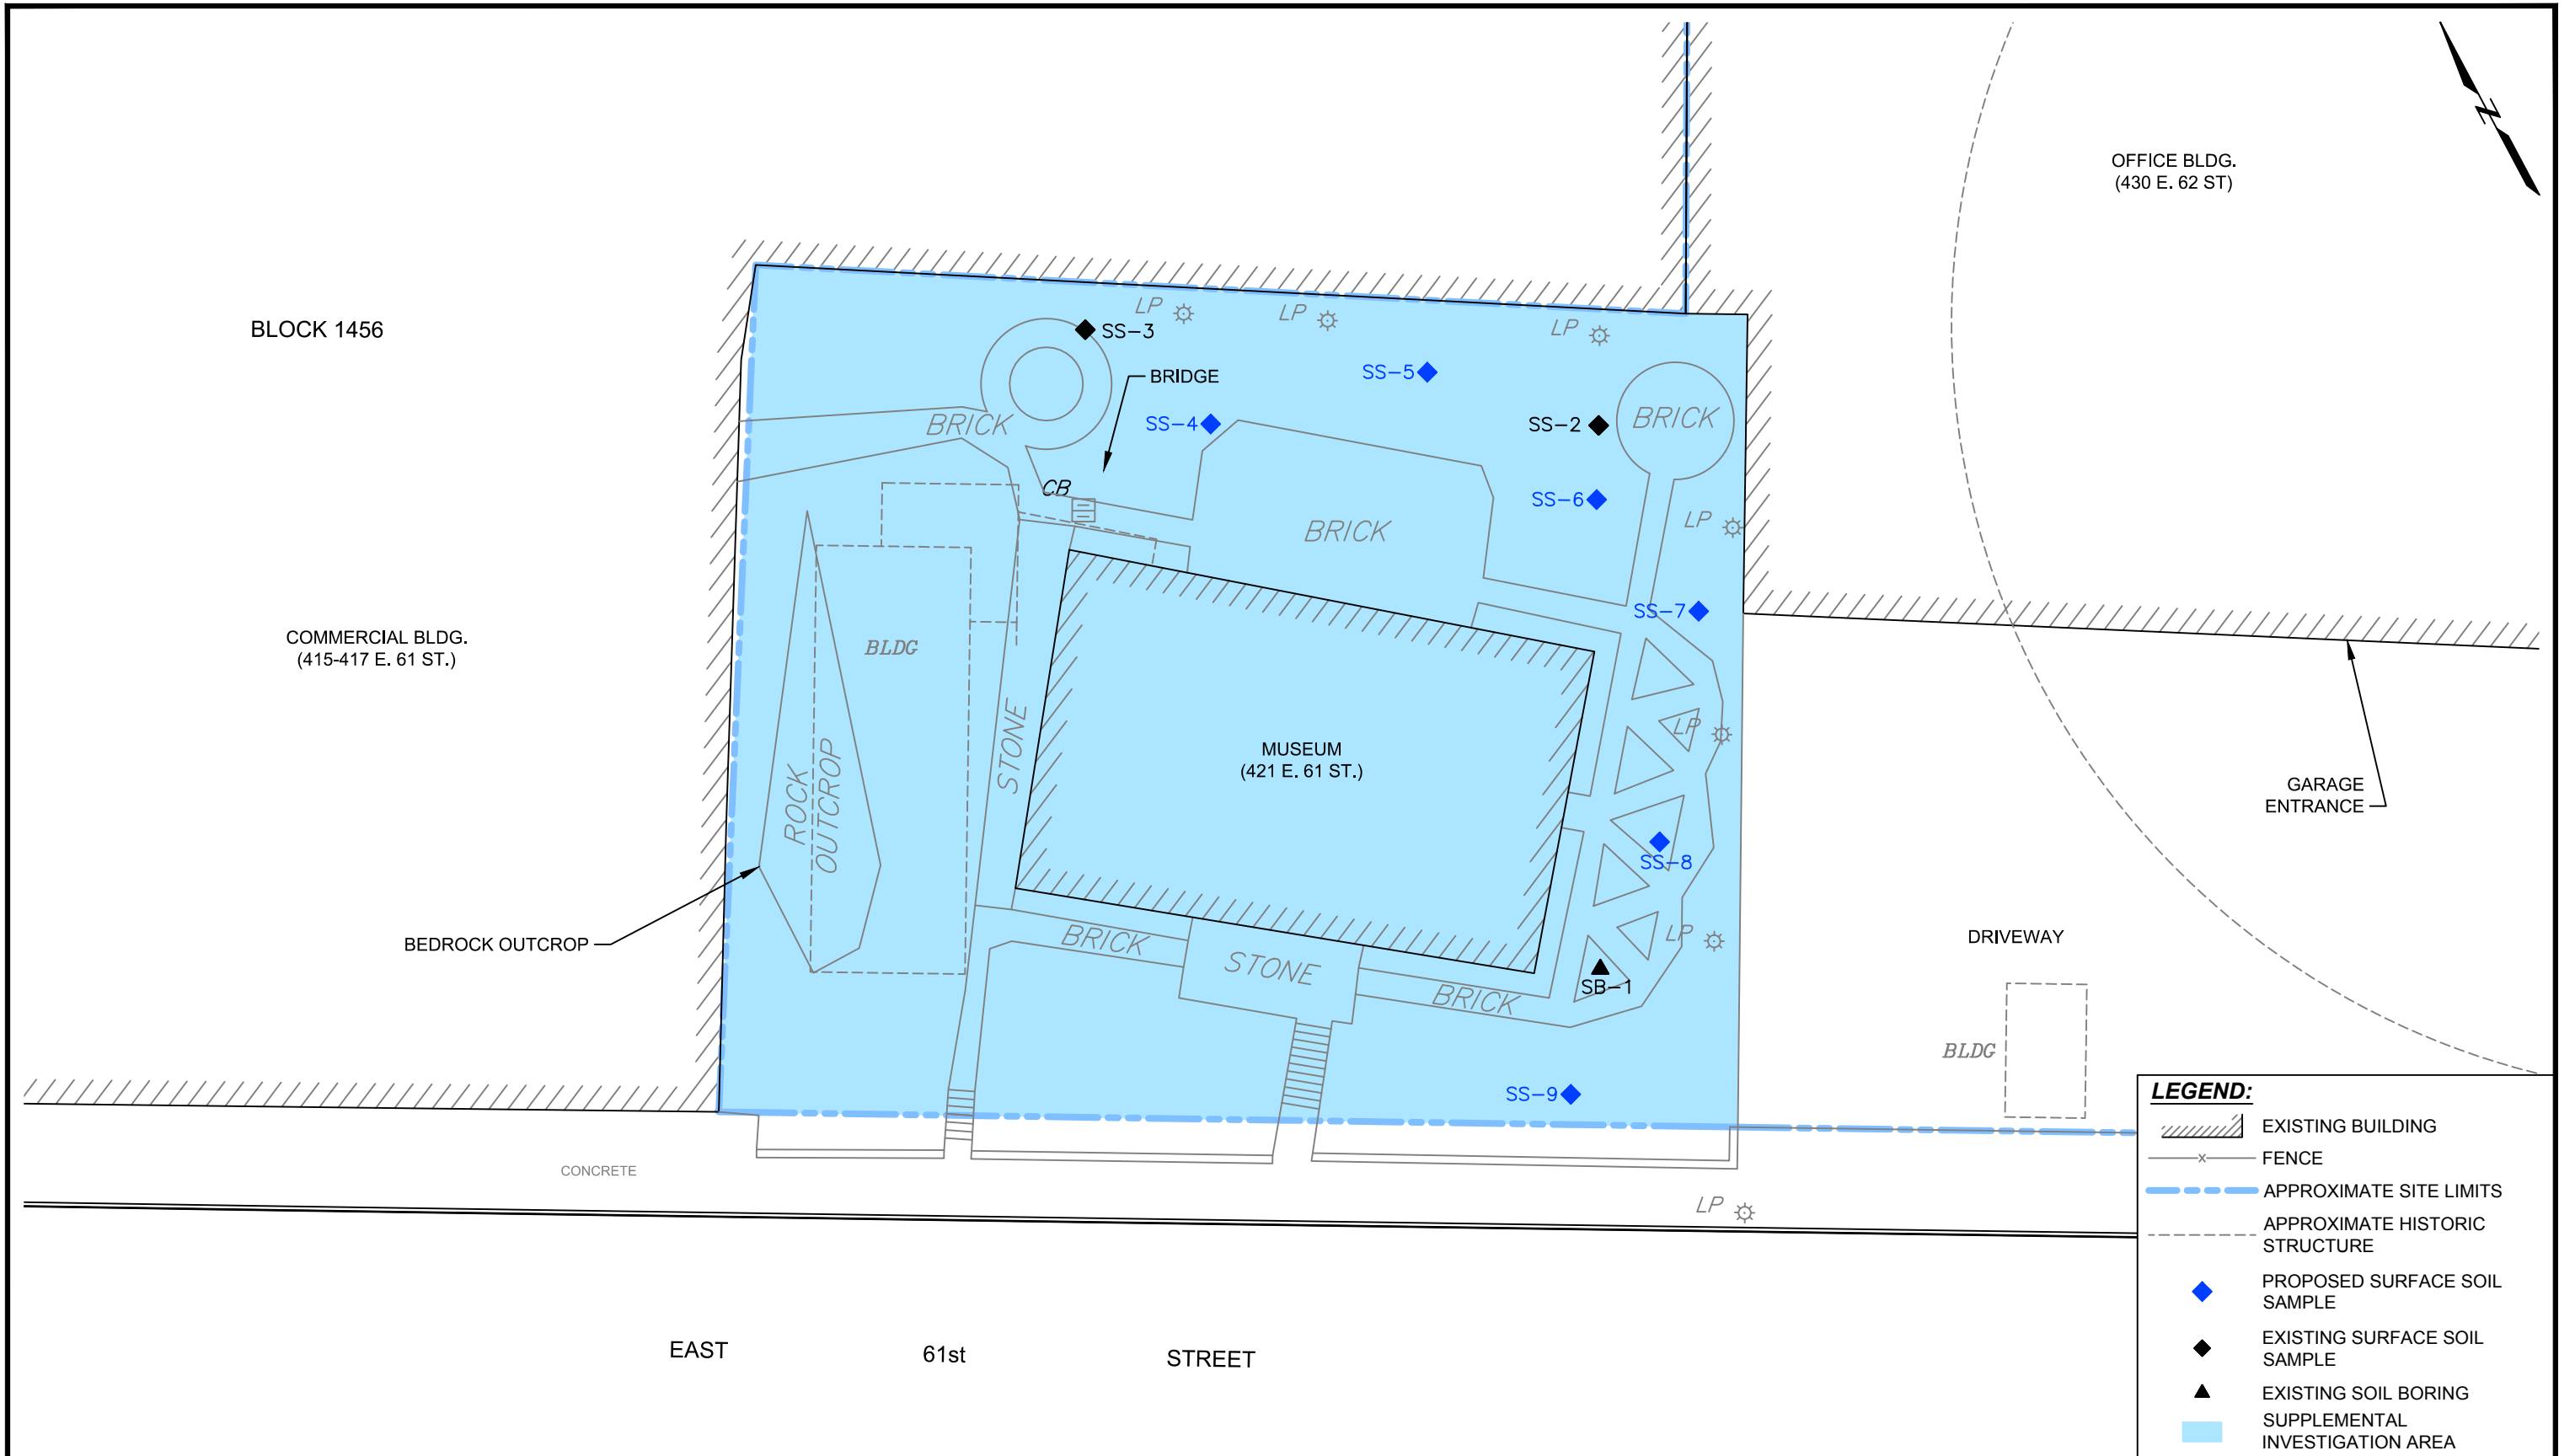 N
OFFICE BLDG.
(430 E. 62 ST)
BLOCK 1456
LP
LP
LP
SS-3
BRIDGE
SS-5
SS-4
BRICK
SS-2
BRICK
CB
SS-6
BRICK
LP
COMMERCIAL BLDG.
(415-417 E. 61 ST.)
BLDG
SS-7
STONE
MUSEUM
(421 E. 61 ST.)
LP
ROCK
OUTCROP
GARAGE
ENTRANCE
SS-8
BEDROCK OUTCROP
BRICK
STONE
LP
DRIVEWAY
BRICK
SB-1
BLDG
SS-9
CONCRETE
LP
EAST 61st STREET
LEGEND:
EXISTING BUILDING
x FENCE
APPROXIMATE SITE LIMITS
APPROXIMATE HISTORIC
STRUCTURE
PROPOSED SURFACE SOIL
SAMPLE
EXISTING SURFACE SOIL
SAMPLE
EXISTING SOIL BORING
SUPPLEMENTAL
INVESTIGATION AREA